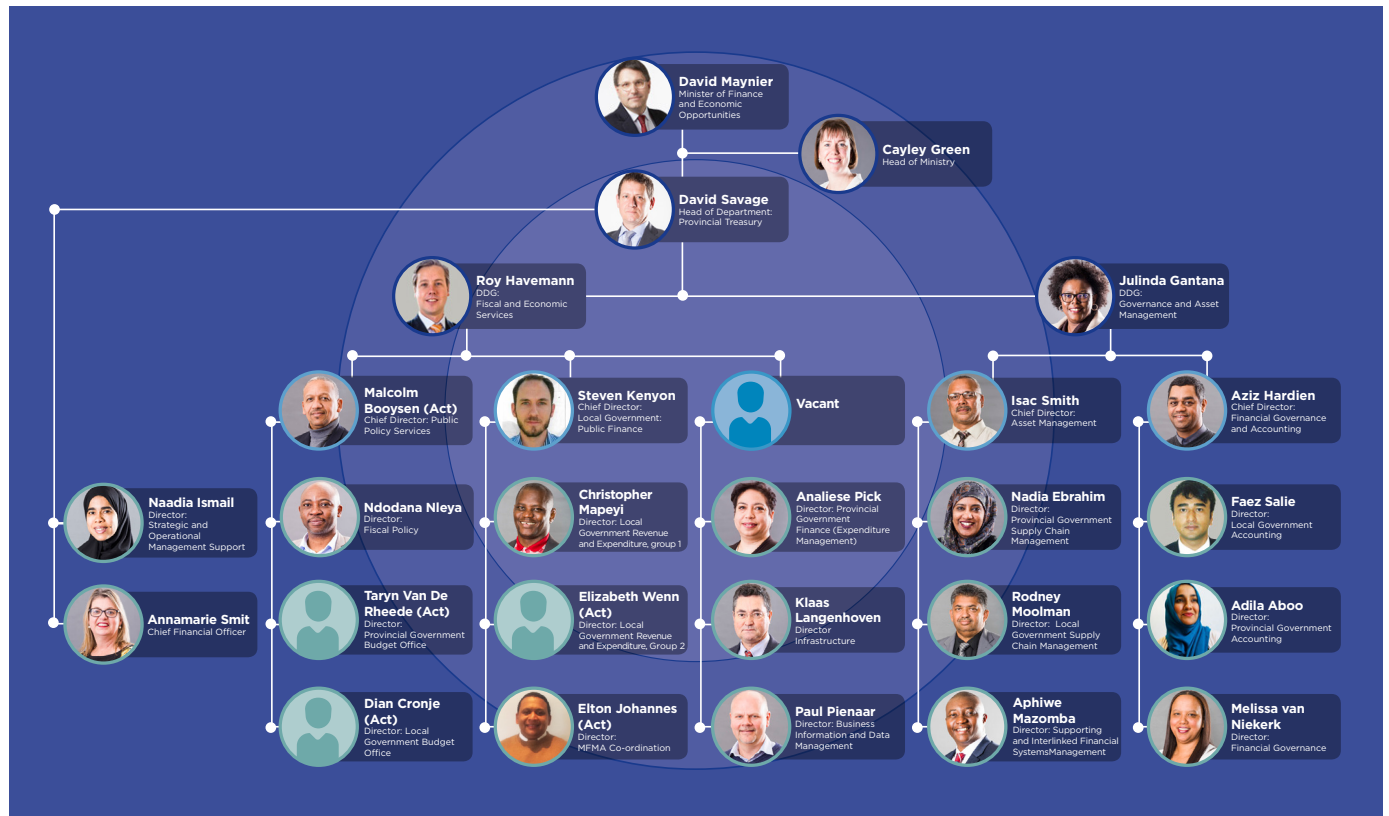 David Maynier
Minister of Finance
and Economic
Opportunities
Cayley Green
Head of Ministry
David Savage
Head of Department:
Provincial Treasury
Roy Havemann
DDG:
Fiscal and Economic
Services
Julinda Gantana
DDG:
Governance and Asset
Management
Malcolm
Booysen (Act)
Chief Director: Public
Policy Services
Steven Kenyon
Chief Director:
Local Government:
Public Finance
Vacant
Isac Smith
Chief Director:
Asset Management
Aziz Hardien
Chief Director:
Financial Governance
and Accounting
Naadia Ismail
Director:
Strategic and
Operational
Management Support
Ndodana Nleya
Director:
Fiscal Policy
Christopher
Mapeyi
Director: Local
Government Revenue
and Expenditure, group 1
Analiese Pick
Director: Provincial
Government
Finance (Expenditure
Management)
Nadia Ebrahim
Director:
Provincial Government
Supply Chain
Management
Faez Salie
Director:
Local Government
Accounting
Annamarie Smit
Chief Financial Officer
Taryn Van De
Rheede (Act)
Director:
Provincial Government
Budget Office
Elizabeth Wenn
(Act)
Director: Local
Government Revenue
and Expenditure, Group 2
Klaas
Langenhoven
Director
Infrastructure
Rodney
Moolman
Director: Local
Government Supply
Chain Management
Adila Aboo
Director:
Provincial Government
Accounting
Dian Cronje
(Act)
Director: Local
Government Budget
Office
Elton Johannes
(Act)
Director:
MFMA Co-ordination
Paul Pienaar
Director: Business
Information and Data
Management
Aphiwe
Mazomba
Director: Supporting
and Interlinked Financial
SystemsManagement
Melissa van
Niekerk
Director:
Financial Governance